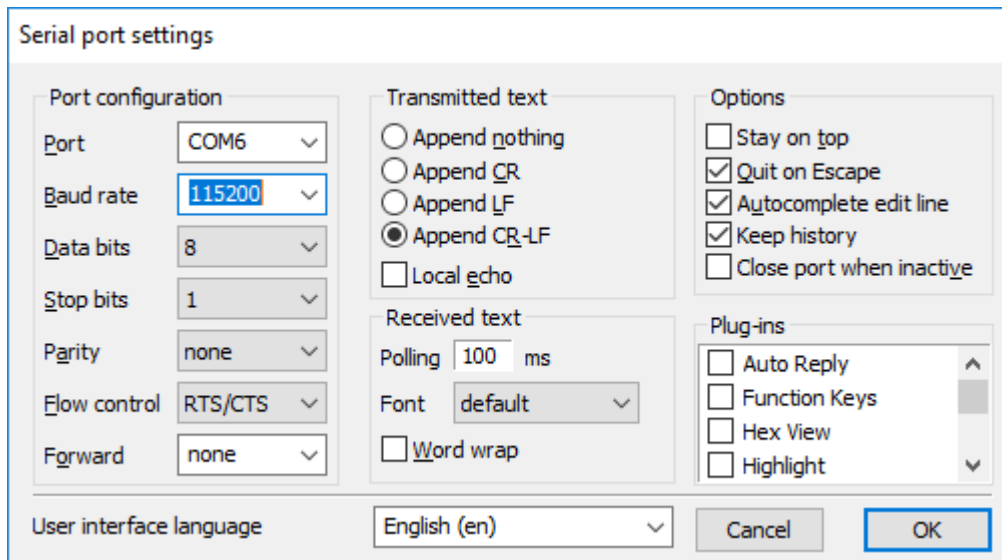 Serial port settings
Port configuration
Port COM6
Baud rate 115200
Data bits 8
Stop bits 1
Parity none
Flow control RTS/CTS
Forward none
Transmitted text
Append nothing
Append CR
Append LF
Append CR-LF
Local echo
Received text
Polling 100 ms
Font default
Word wrap
Options
Stay on top
Quit on Escape
Autocomplete edit line
Keep history
Close port when inactive
Plug-ins
Auto Reply
Function Keys
Hex View
Highlight
User interface language English (en) Cancel OK